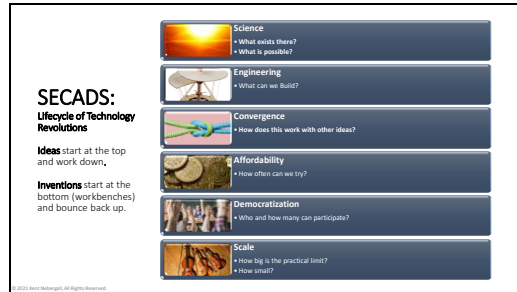 SECADS:
Lifecycle of Technology
Revolutions
Ideas start at the top
and work down.
Inventions start at the
bottom (workbenches)
and bounce back up.
Science
• What exists there?
• What is possible?
Engineering
• What can we Build?
Convergence
• How does this work with other ideas?
Affordability
• How often can we try?
Democratization
• Who and how many can participate?
Scale
• How big is the practical limit?
• How small?
© 2021 Kent Nebergall, All Rights Reserved.